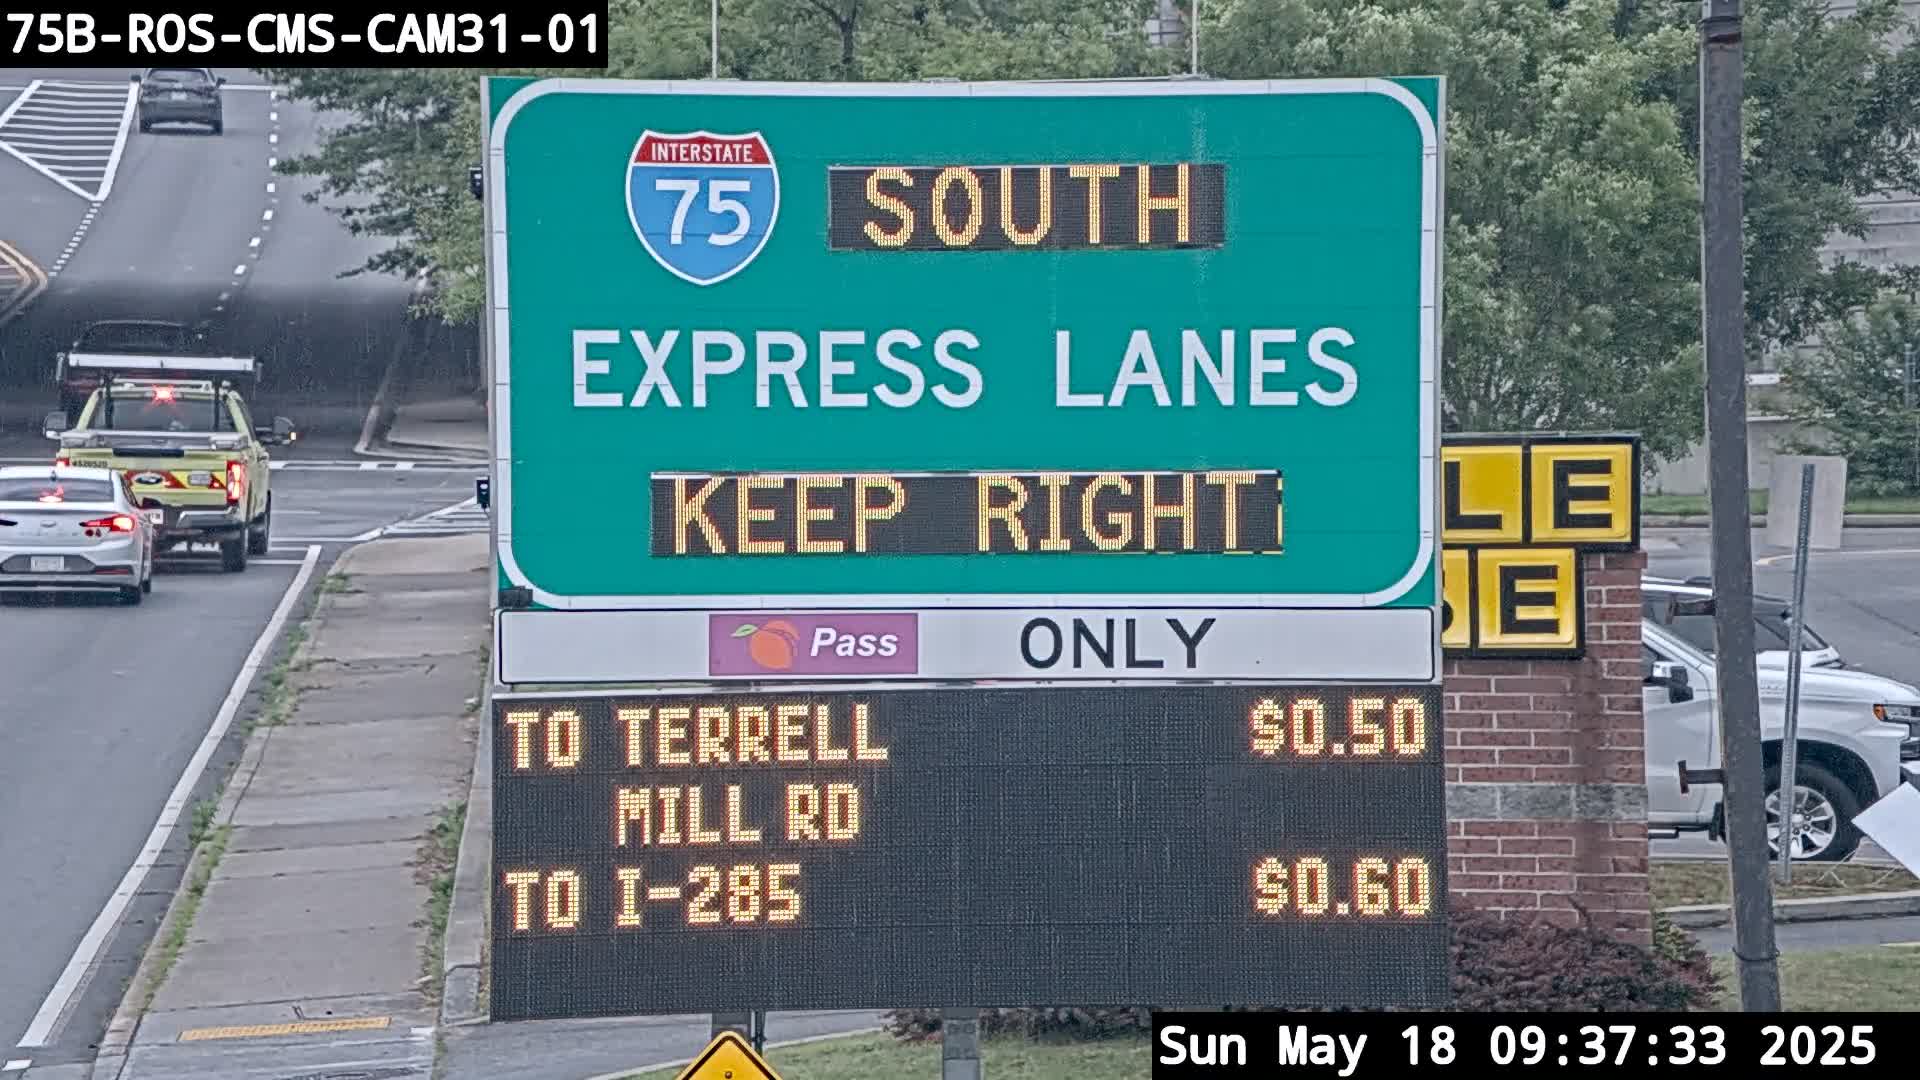 75B-ROS-CMS-CAM31-01
INTERSTATE
75
SOUTH
EXPRESS LANES
KEEP RIGHT
Pass ONLY
TO TERRELL $0.50
MILL RD
TO I-285 $0.60
LE
E
Sun May 18 09:37:33 2025